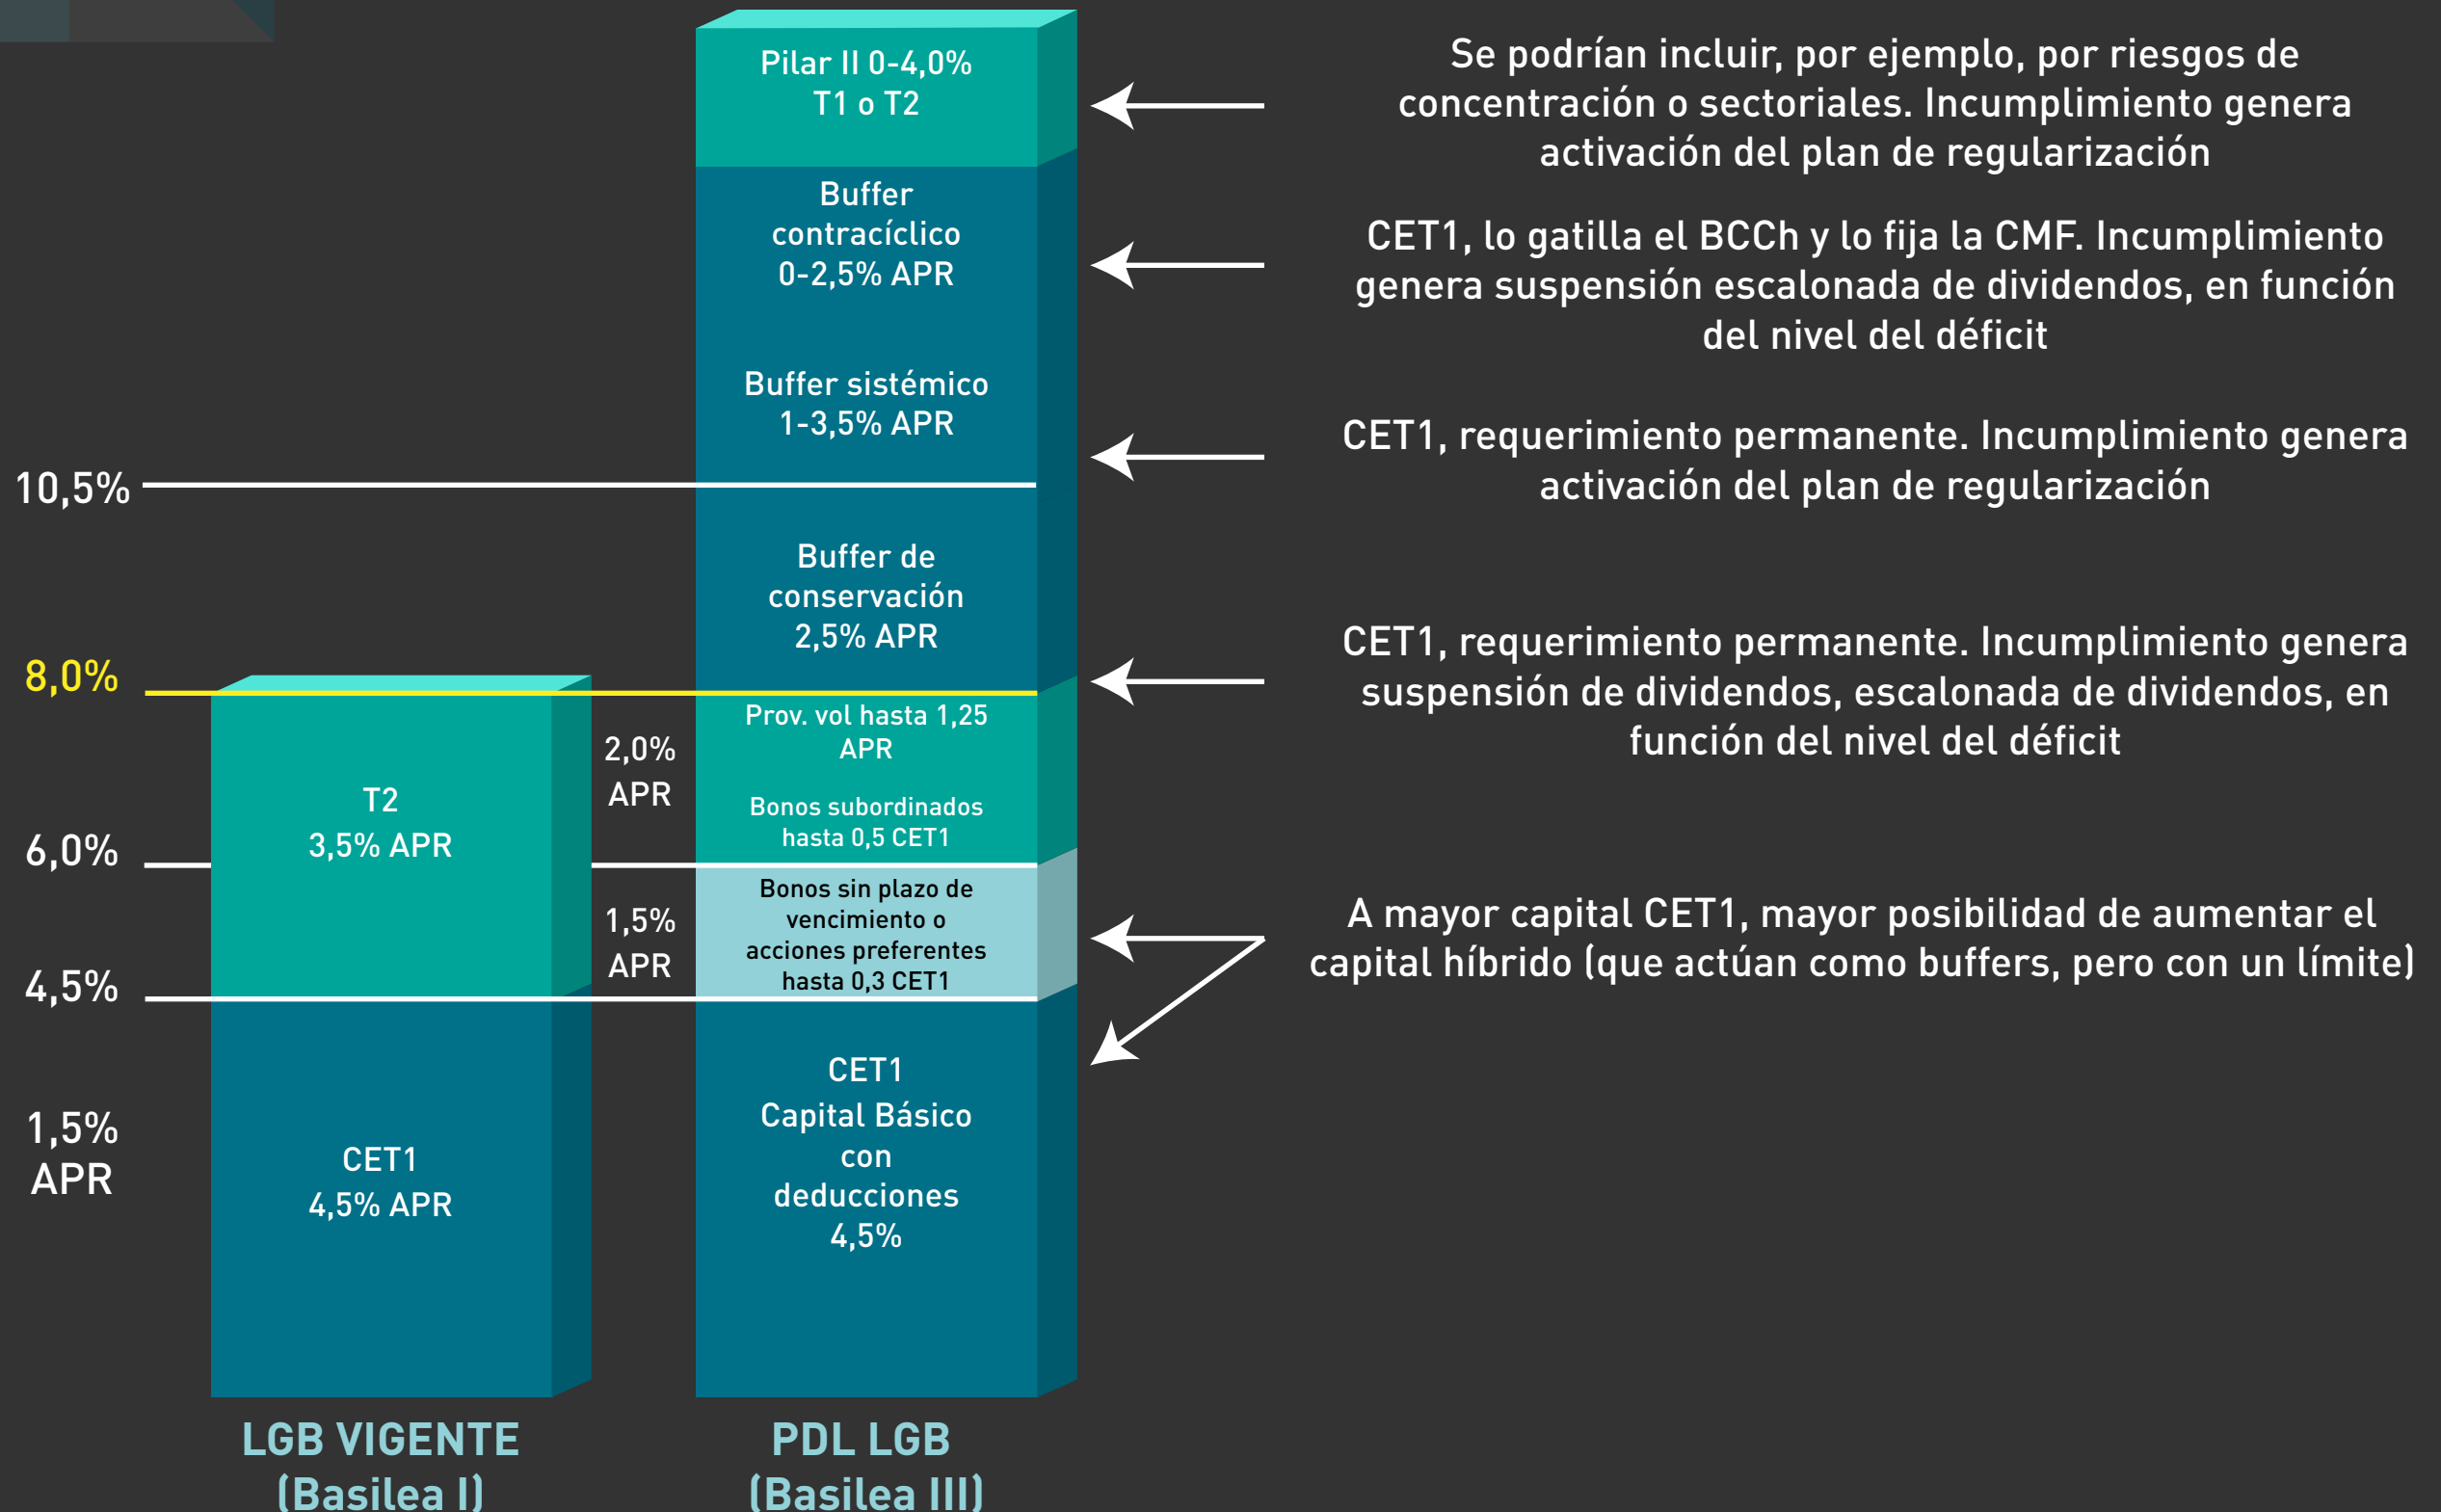 Pilar II 0-4,0%
T1 o T2
Buffer
contracíclico
0-2,5% APR
Buffer sistémico
1-3,5% APR
Buffer de
conservación
2,5% APR
Prov. vol hasta 1,25
APR
Bonos subordinados
hasta 0,5 CET1
Bonos sin plazo de
vencimiento o
acciones preferentes
hasta 0,3 CET1
CET1
Capital Básico
con
deducciones
4,5%
PDL LGB
(Basilea III)
10,5%
8,0%
6,0%
4,5%
1,5%
APR
T2
3,5% APR
CET1
4,5% APR
LGB VIGENTE
(Basilea I)
2,0%
APR
1,5%
APR
Se podrían incluir, por ejemplo, por riesgos de
concentración o sectoriales. Incumplimiento genera
activación del plan de regularización
CET1, lo gatilla el BCCh y lo fija la CMF. Incumplimiento
genera suspensión escalonada de dividendos, en función
del nivel del déficit
CET1, requerimiento permanente. Incumplimiento genera
activación del plan de regularización
CET1, requerimiento permanente. Incumplimiento genera
suspensión de dividendos, escalonada de dividendos, en
función del nivel del déficit
A mayor capital CET1, mayor posibilidad de aumentar el
capital híbrido (que actúan como buffers, pero con un límite)